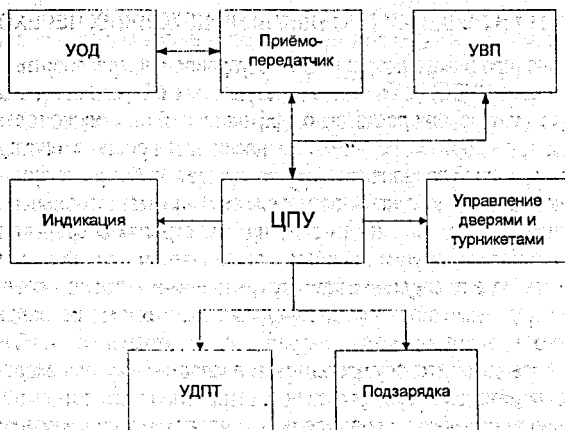 УОД
Приёмо-
передатчик
УВП
Индикация
ЦПУ
Управление
дверями и
турникетами
УДПТ
Подзарядка